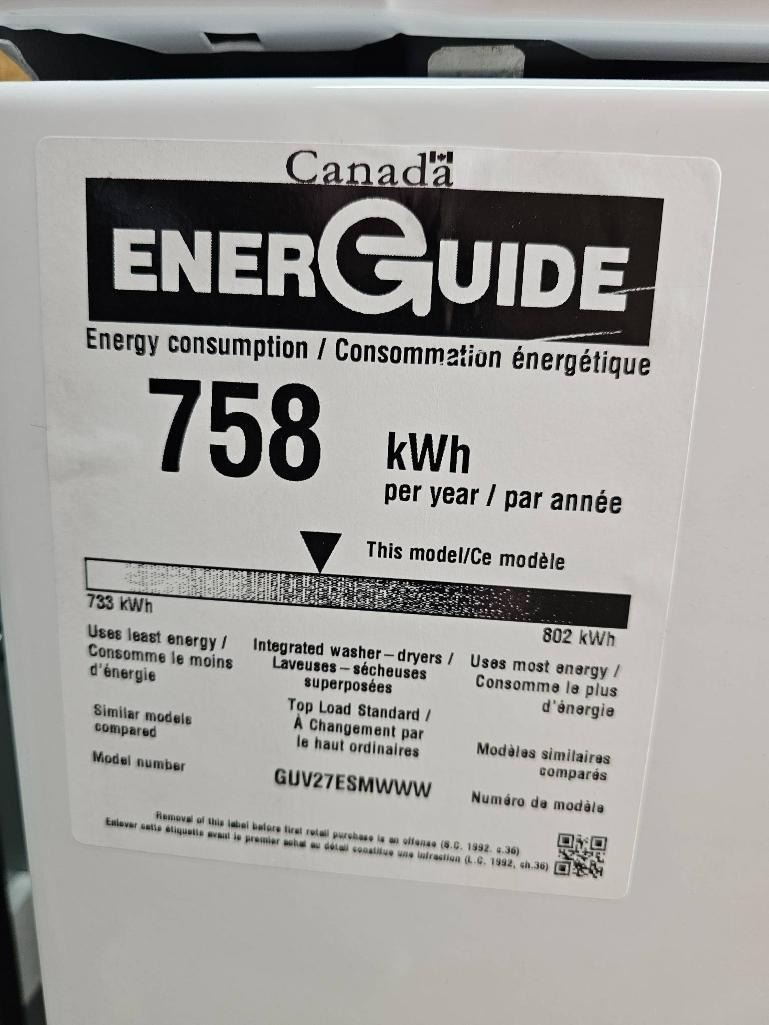 Canada
ENERGUIDE
Energy consumption / Consommation énergétique
758 kWh
per year / par année
This model/Ce modèle
733 kWh
802 kWh
Uses least energy /
Consomme le moins
d'énergie
Integrated washer – dryers /
Laveuses – sécheuses
superposées
Uses most energy /
Consomme le plus
d'énergie
Similar models
compared
Top Load Standard /
À Changement par
le haut ordinaires
Modèles similaires
comparés
Model number
GUV27ESMWWW
Numéro de modèle
Removal of this label before first retail purchase is an offense (S.C. 1992. c.36)
Enlever cette étiquette avant le premier achat au détail constitue une infraction (L.C. 1992, ch.36)